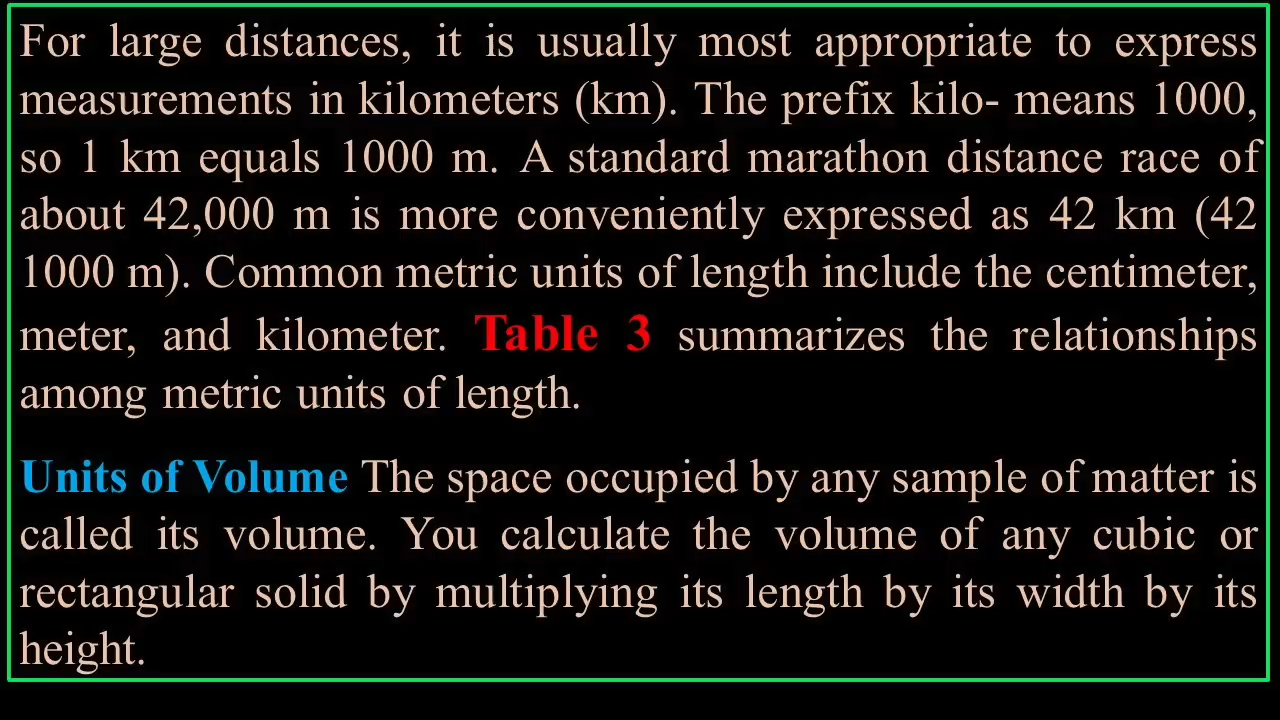 For large distances, it is usually most appropriate to express
measurements in kilometers (km). The prefix kilo- means 1000,
so 1 km equals 1000 m. A standard marathon distance race of
about 42,000 m is more conveniently expressed as 42 km (42
1000 m). Common metric units of length include the centimeter,
meter, and kilometer. Table 3 summarizes the relationships
among metric units of length.
Units of Volume The space occupied by any sample of matter is
called its volume. You calculate the volume of any cubic or
rectangular solid by multiplying its length by its width by its
height.